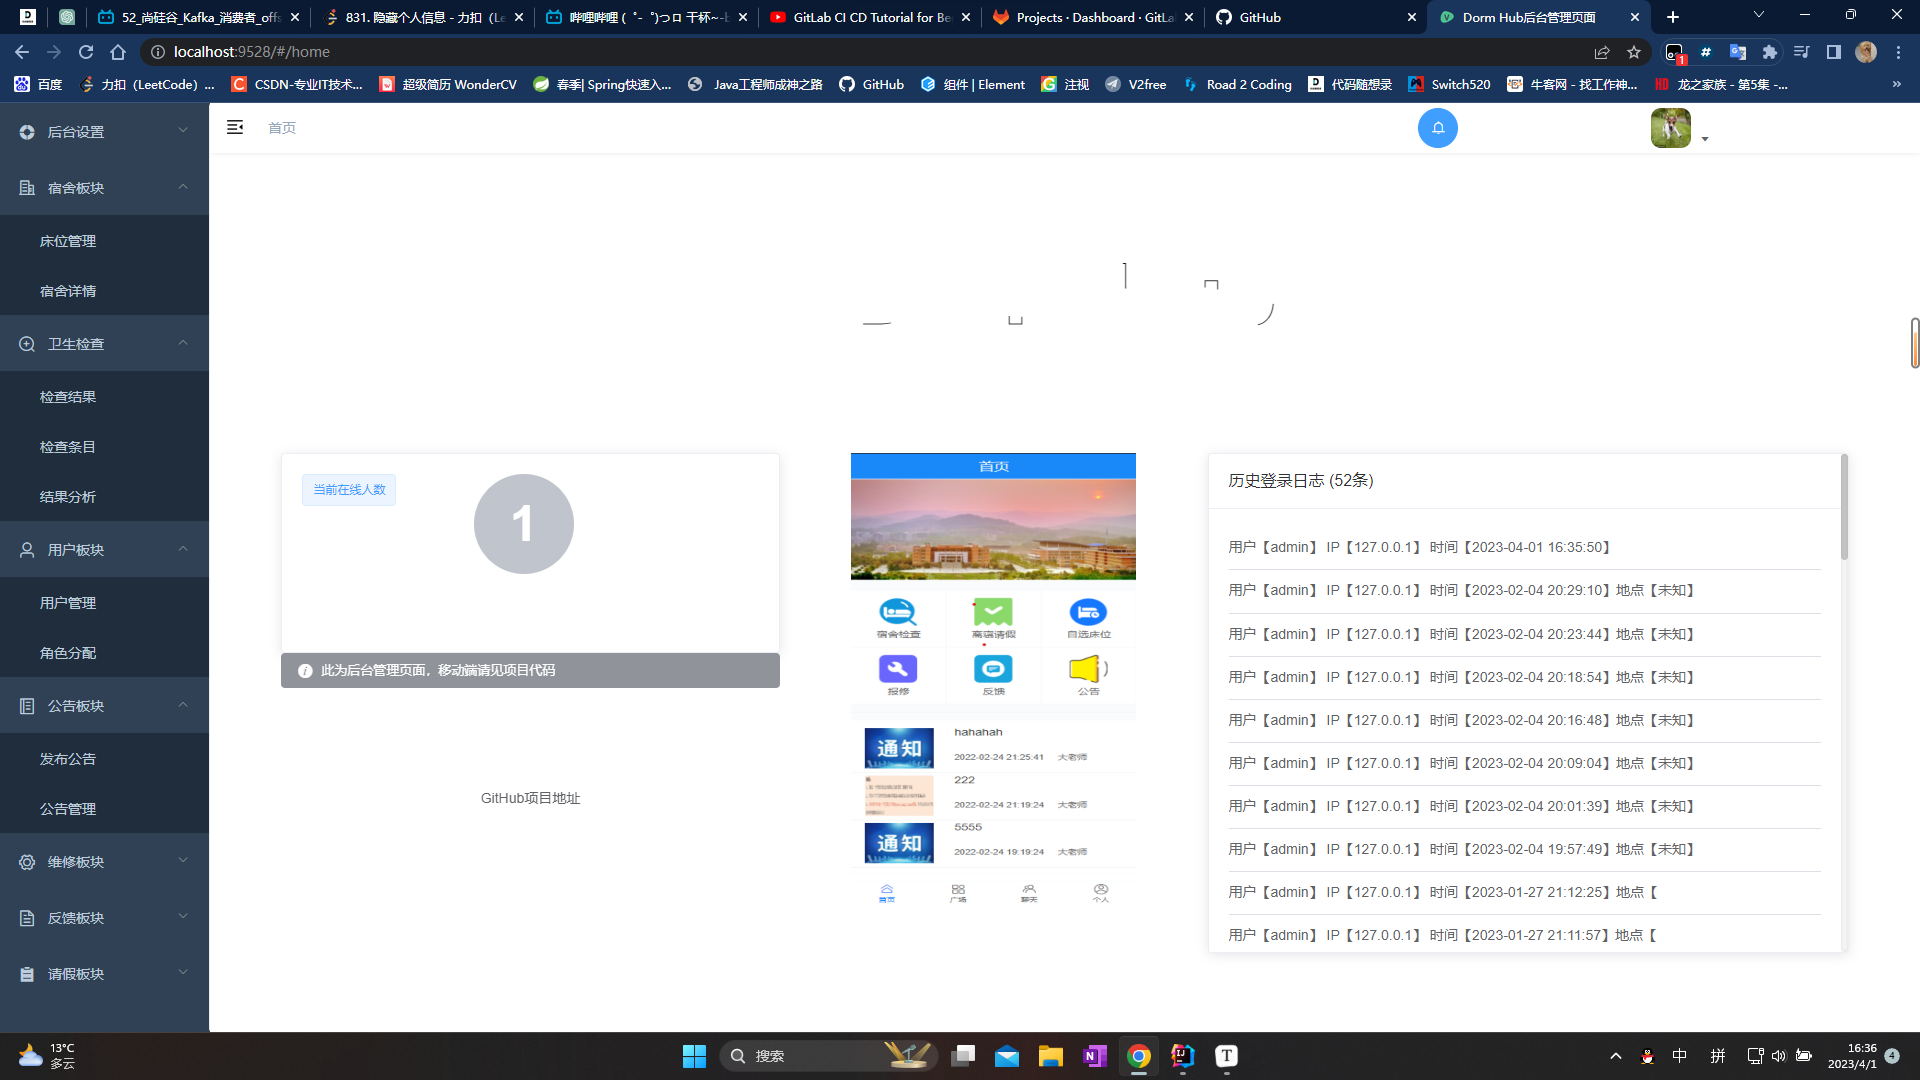 52_尚硅谷_Kafka_消费者_offs
831. 隐藏个人信息 - 力扣 (Le
哔哩哔哩 ( ゜- ゜)つロ 干杯~-b
GitLab CI CD Tutorial for Be
Projects · Dashboard · GitLa
GitHub
Dorm Hub后台管理页面
localhost:9528/#/home
百度
力扣 (LeetCode) ...
CSDN-专业IT技术...
超级简历 WonderCV
春季| Spring快速入...
Java工程师成神之路
GitHub
组件 | Element
注视
V2free
Road 2 Coding
代码随想录
Switch520
牛客网 - 找工作神...
龙之家族 - 第5集 -...
后台设置
宿舍板块
床位管理
宿舍详情
卫生检查
检查结果
检查条目
结果分析
用户板块
用户管理
角色分配
公告板块
发布公告
公告管理
维修板块
反馈板块
请假板块
首页
当前在线人数
1
此为后台管理页面，移动端请见项目代码
GitHub项目地址
首页
宿舍检查
离寝请假
自选床位
报修
反馈
公告
通知
hahahah
2022-02-24 21:25:41 大老师
222
2022-02-24 21:19:24 大老师
通知
5555
2022-02-24 19:19:24 大老师
首页
广场
聊天
个人
历史登录日志 (52条)
用户【admin】 IP【127.0.0.1】 时间【2023-04-01 16:35:50】
用户【admin】 IP【127.0.0.1】 时间【2023-02-04 20:29:10】地点【未知】
用户【admin】 IP【127.0.0.1】 时间【2023-02-04 20:23:44】地点【未知】
用户【admin】 IP【127.0.0.1】 时间【2023-02-04 20:18:54】地点【未知】
用户【admin】 IP【127.0.0.1】 时间【2023-02-04 20:16:48】地点【未知】
用户【admin】 IP【127.0.0.1】 时间【2023-02-04 20:09:04】地点【未知】
用户【admin】 IP【127.0.0.1】 时间【2023-02-04 20:01:39】地点【未知】
用户【admin】 IP【127.0.0.1】 时间【2023-02-04 19:57:49】地点【未知】
用户【admin】 IP【127.0.0.1】 时间【2023-01-27 21:12:25】地点【
用户【admin】 IP【127.0.0.1】 时间【2023-01-27 21:11:57】地点【
13°C
多云
搜索
中
拼
16:36
2023/4/1
4